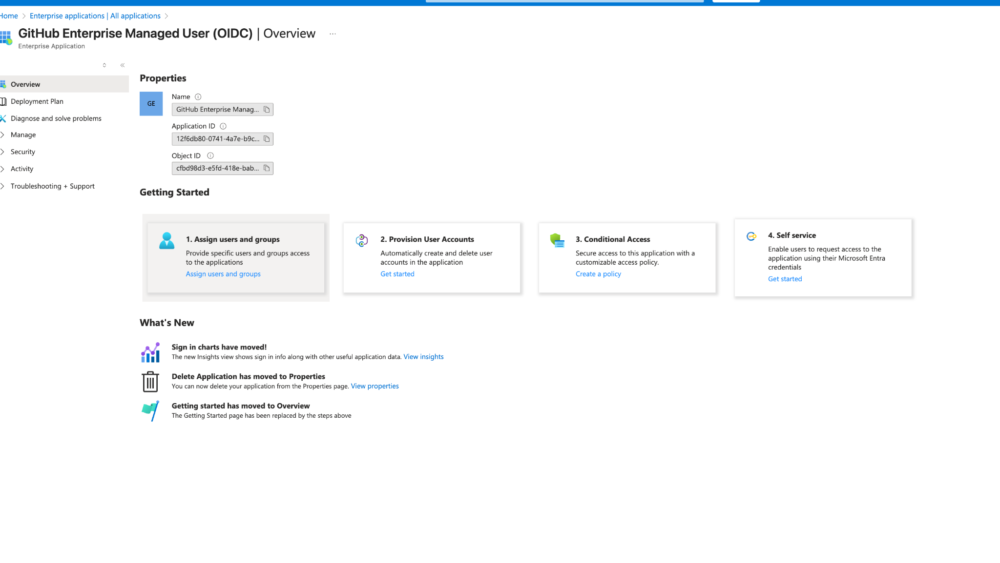 Home > Enterprise applications | All applications >
GitHub Enterprise Managed User (OIDC) | Overview ...
Enterprise Application
Overview
Deployment Plan
Diagnose and solve problems
Manage
Security
Activity
Troubleshooting + Support
Properties
GE
Name
GitHub Enterprise Manag...
Application ID
12f6db80-0741-4a7e-b9c...
Object ID
cfbd98d3-e5fd-418e-bab...
Getting Started
1. Assign users and groups
Provide specific users and groups access
to the applications
Assign users and groups
2. Provision User Accounts
Automatically create and delete user
accounts in the application
Get started
3. Conditional Access
Secure access to this application with a
customizable access policy.
Create a policy
4. Self service
Enable users to request access to the
application using their Microsoft Entra
credentials
Get started
What's New
Sign in charts have moved!
The new Insights view shows sign in info along with other useful application data. View insights
Delete Application has moved to Properties
You can now delete your application from the Properties page. View properties
Getting started has moved to Overview
The Getting Started page has been replaced by the steps above